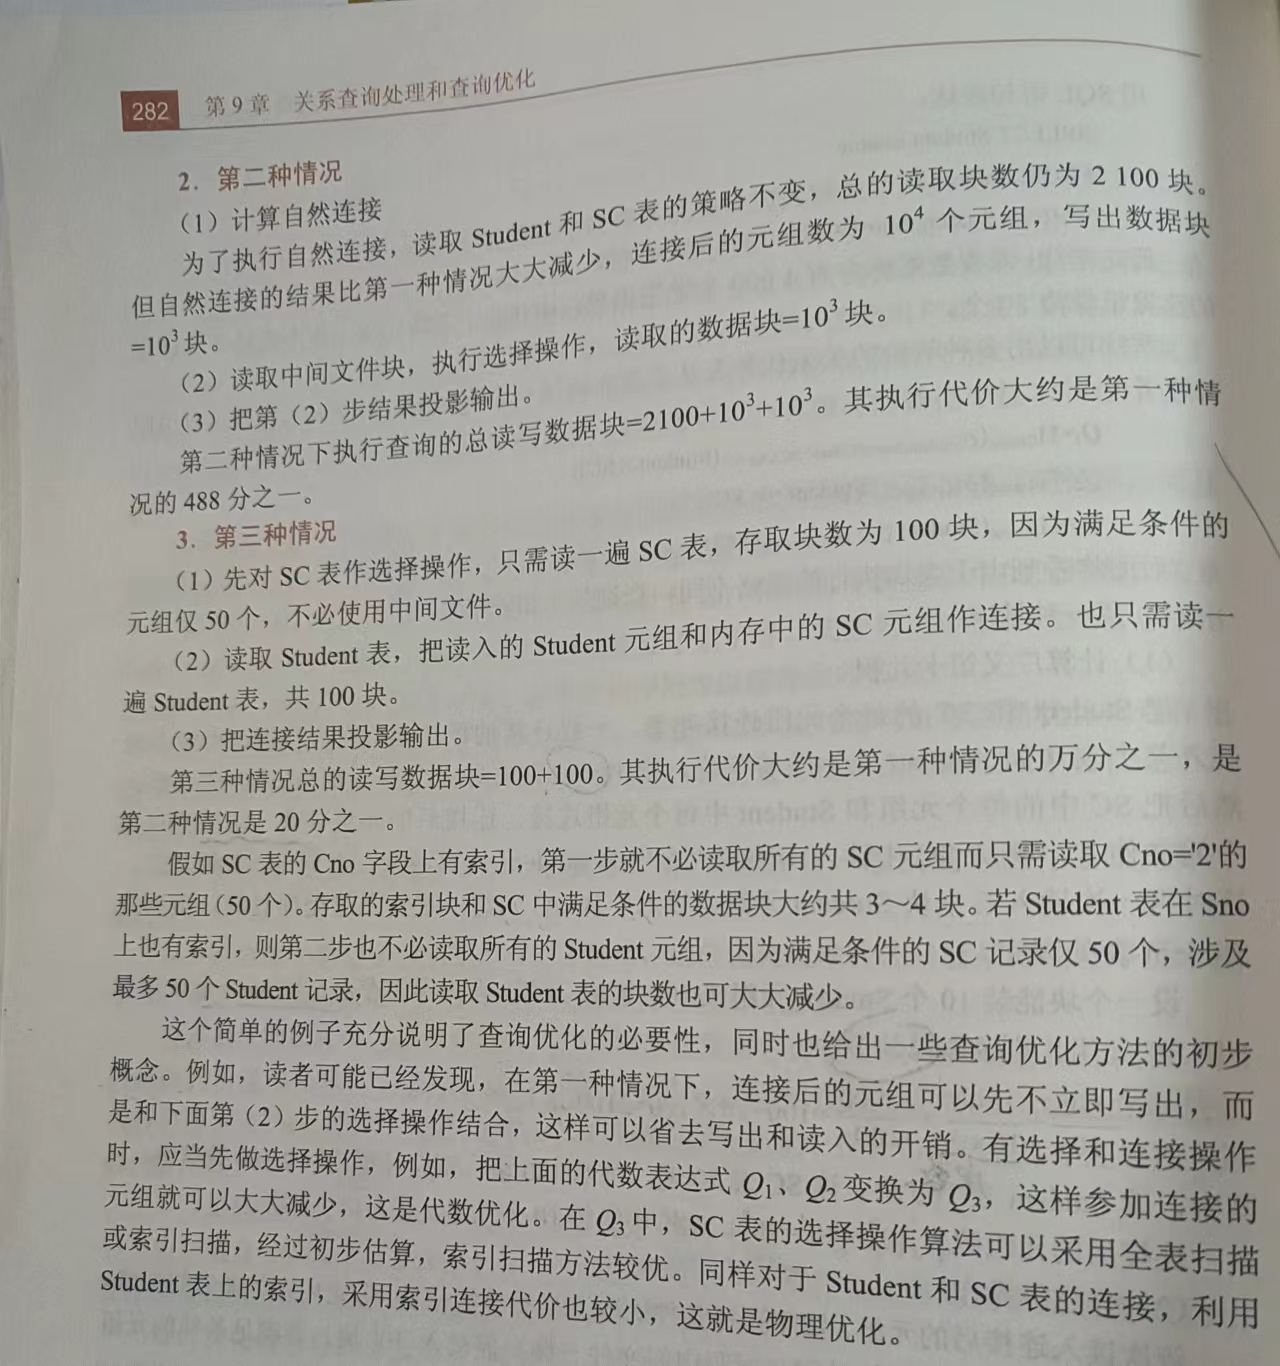 282 第9章 关系查询处理和查询优化
2. 第二种情况
（1）计算自然连接
为了执行自然连接，读取 Student 和 SC 表的策略不变，总的读取块数仍为 2 100 块。
但自然连接的结果比第一种情况大大减少，连接后的元组数为 10⁴ 个元组，写出数据块
=10³ 块。
（2）读取中间文件块，执行选择操作，读取的数据块=10³ 块。
（3）把第（2）步结果投影输出。
第二种情况下执行查询的总读写数据块=2100+10³+10³。其执行代价大约是第一种情
况的 488 分之一。
3. 第三种情况
（1）先对 SC 表作选择操作，只需读一遍 SC 表，存取块数为 100 块，因为满足条件的
元组仅 50 个，不必使用中间文件。
（2）读取 Student 表，把读入的 Student 元组和内存中的 SC 元组作连接。也只需读一
遍 Student 表，共 100 块。
（3）把连接结果投影输出。
第三种情况总的读写数据块=100+100。其执行代价大约是第一种情况的万分之一，是
第二种情况是 20 分之一。
假如 SC 表的 Cno 字段上有索引，第一步就不必读取所有的 SC 元组而只需读取 Cno='2'的
那些元组（50 个）。存取的索引块和 SC 中满足条件的数据块大约共 3～4 块。若 Student 表在 Sno
上也有索引，则第二步也不必读取所有的 Student 元组，因为满足条件的 SC 记录仅 50 个，涉及
最多 50 个 Student 记录，因此读取 Student 表的块数也可大大减少。
这个简单的例子充分说明了查询优化的必要性，同时也给出一些查询优化方法的初步
概念。例如，读者可能已经发现，在第一种情况下，连接后的元组可以先不立即写出，而
是和下面第（2）步的选择操作结合，这样可以省去写出和读入的开销。有选择和连接操作
时，应当先做选择操作，例如，把上面的代数表达式 Q₁、Q₂ 变换为 Q₃，这样参加连接的
元组就可以大大减少，这是代数优化。在 Q₃ 中，SC 表的选择操作算法可以采用全表扫描
或索引扫描，经过初步估算，索引扫描方法较优。同样对于 Student 和 SC 表的连接，利用
Student 表上的索引，采用索引连接代价也较小，这就是物理优化。